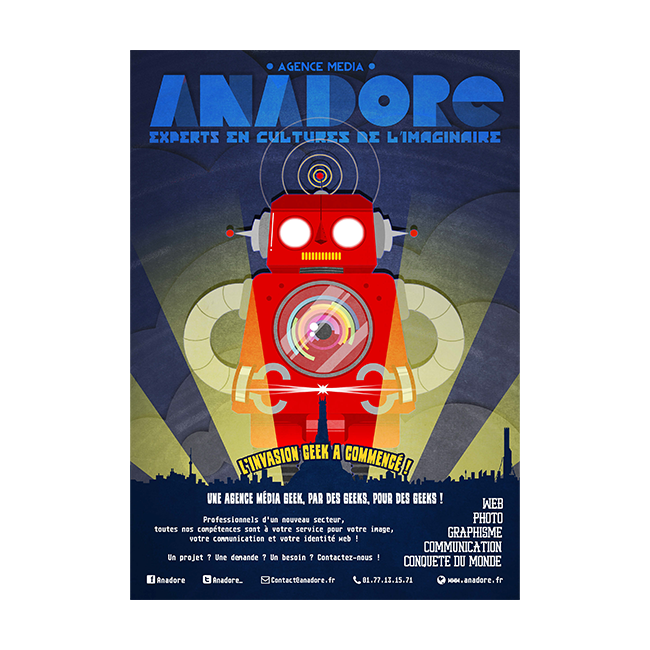 • AGENCE MEDIA •
ANADORE
EXPERTS EN CULTURES DE L'IMAGINAIRE
L'INVASION GEEK A COMMENCÉ !
UNE AGENCE MÉDIA GEEK, PAR DES GEEKS, POUR DES GEEKS !
Professionnels d'un nouveau secteur,
toutes nos compétences sont à votre service pour votre image,
votre communication et votre identité web !
Un projet ? Une demande ? Un besoin ? Contactez-nous !
WEB
PHOTO
GRAPHISME
COMMUNICATION
CONQUETE DU MONDE
Anadore Anadore_ Contact@anadore.fr 01.77.13.15.71 www.anadore.fr